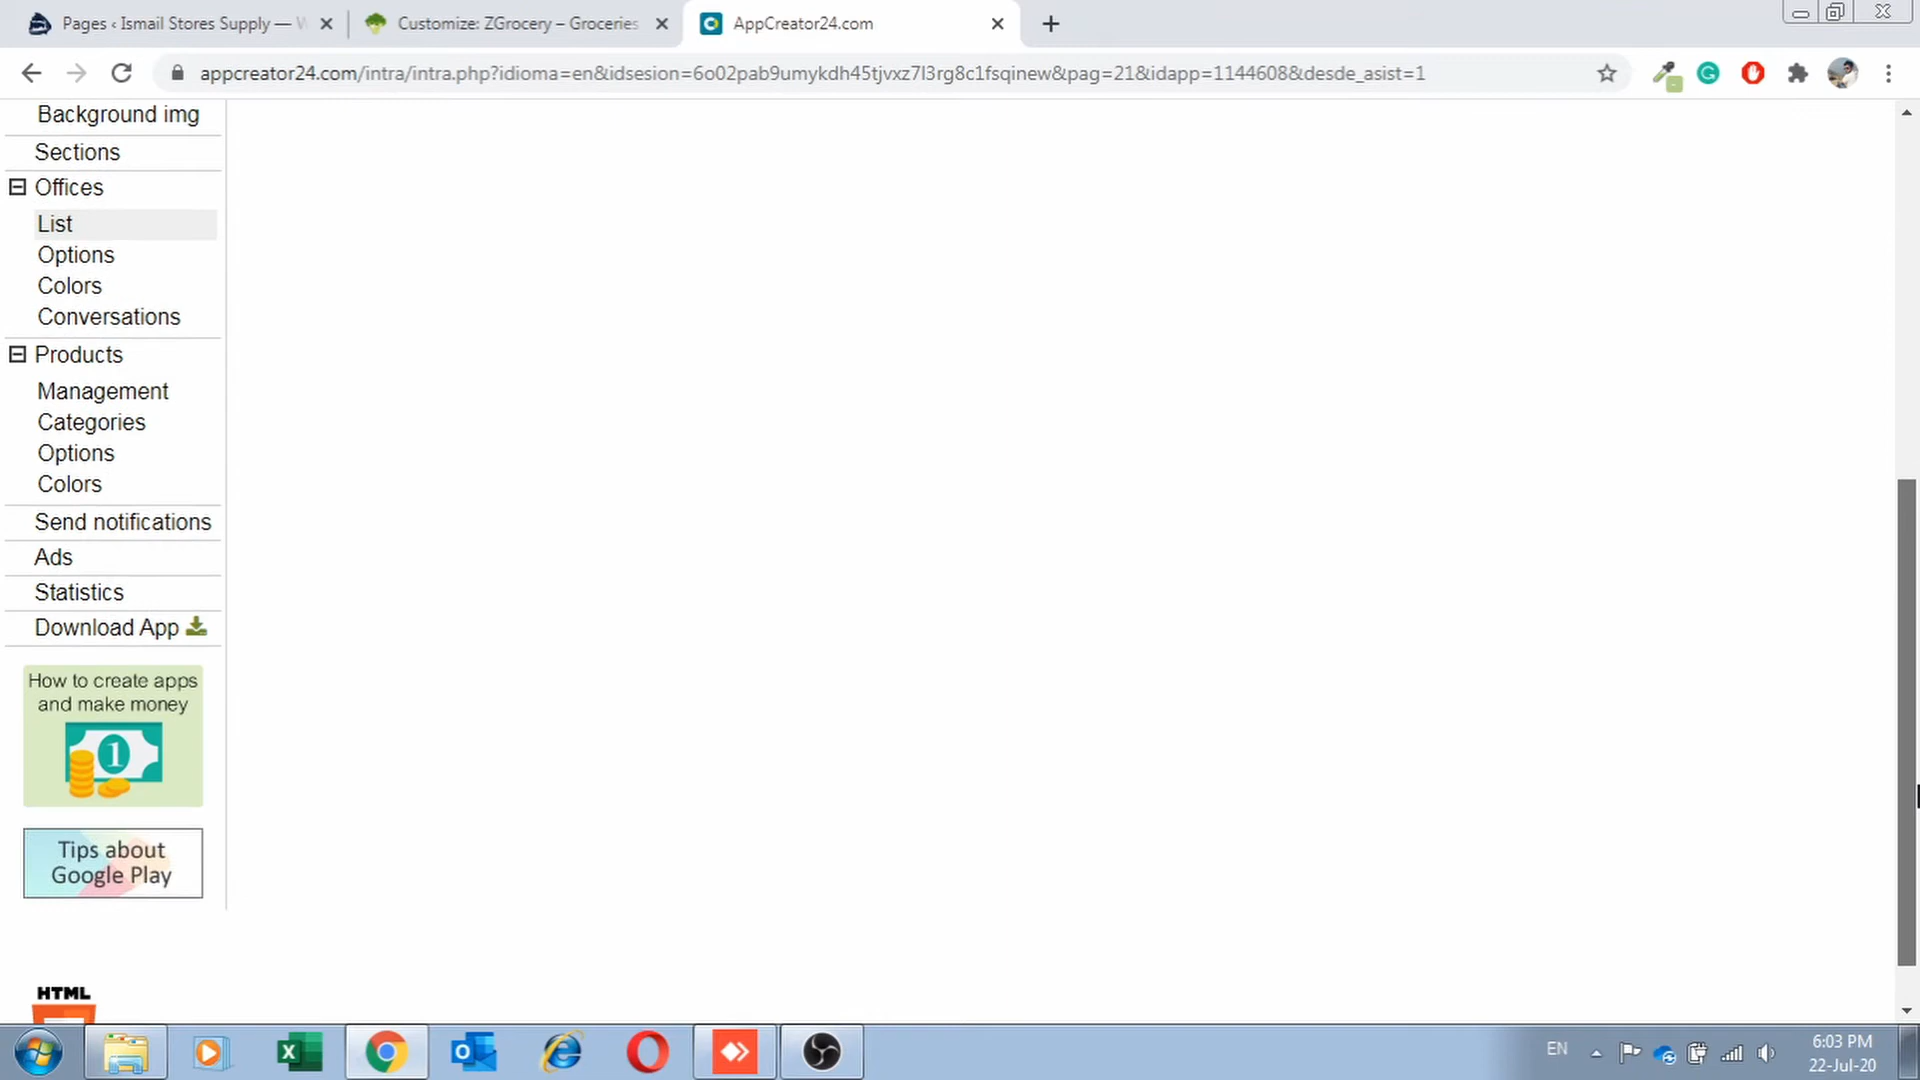 Pages ‹ Ismail Stores Supply —
Customize: ZGrocery – Groceries
AppCreator24.com
appcreator24.com/intra/intra.php?idioma=en&idsesion=6o02pab9umykdh45tjvxz7l3rg8c1fsqinew&pag=21&idapp=1144608&desde_asist=1
Background img
Sections
Offices
List
Options
Colors
Conversations
Products
Management
Categories
Options
Colors
Send notifications
Ads
Statistics
Download App
How to create apps
and make money
1
Tips about
Google Play
HTML
EN
6:03 PM
22-Jul-20